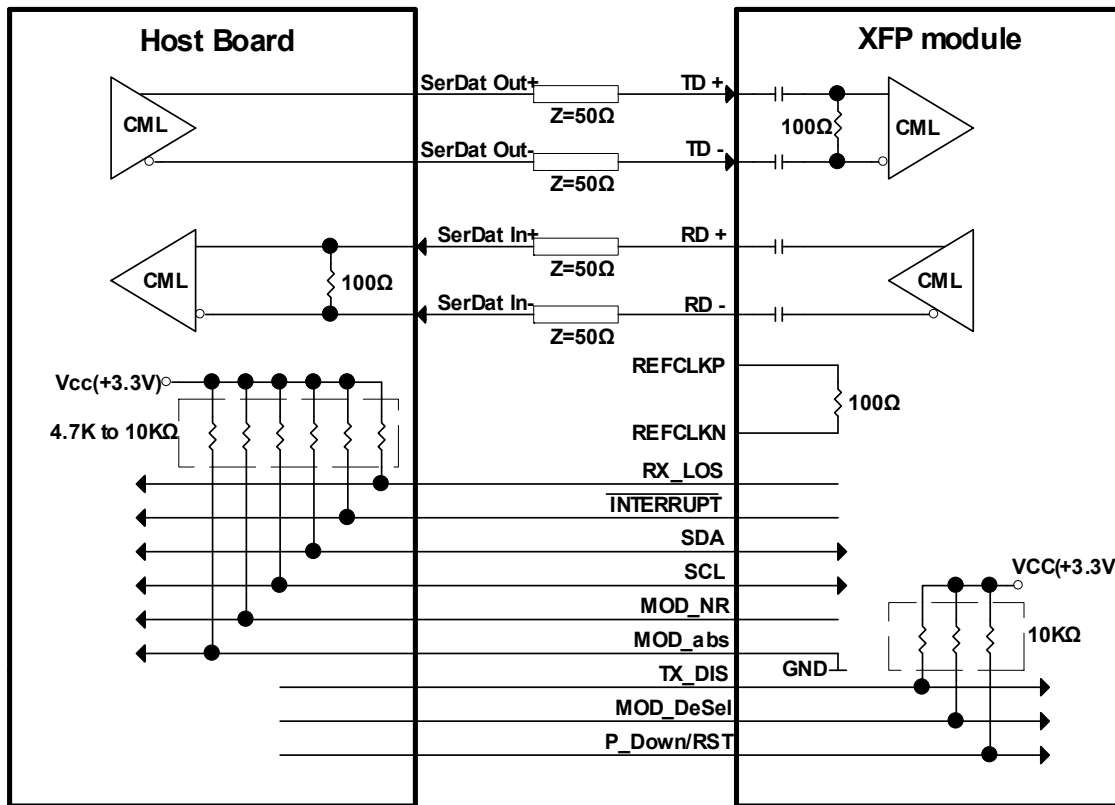 Host Board
XFP module
SerDat Out+
TD +
CML
Z=50Ω
100Ω
CML
SerDat Out-
TD -
Z=50Ω
SerDat In+
RD +
CML
100Ω
Z=50Ω
CML
SerDat In-
RD -
Z=50Ω
REFCLKP
Vcc(+3.3V)
100Ω
4.7K to 10KΩ
REFCLKN
RX_LOS
INTERRUPT
SDA
SCL
VCC(+3.3V
MOD_NR
10KΩ
MOD_abs
GND
TX_DIS
MOD_DeSel
P_Down/RST